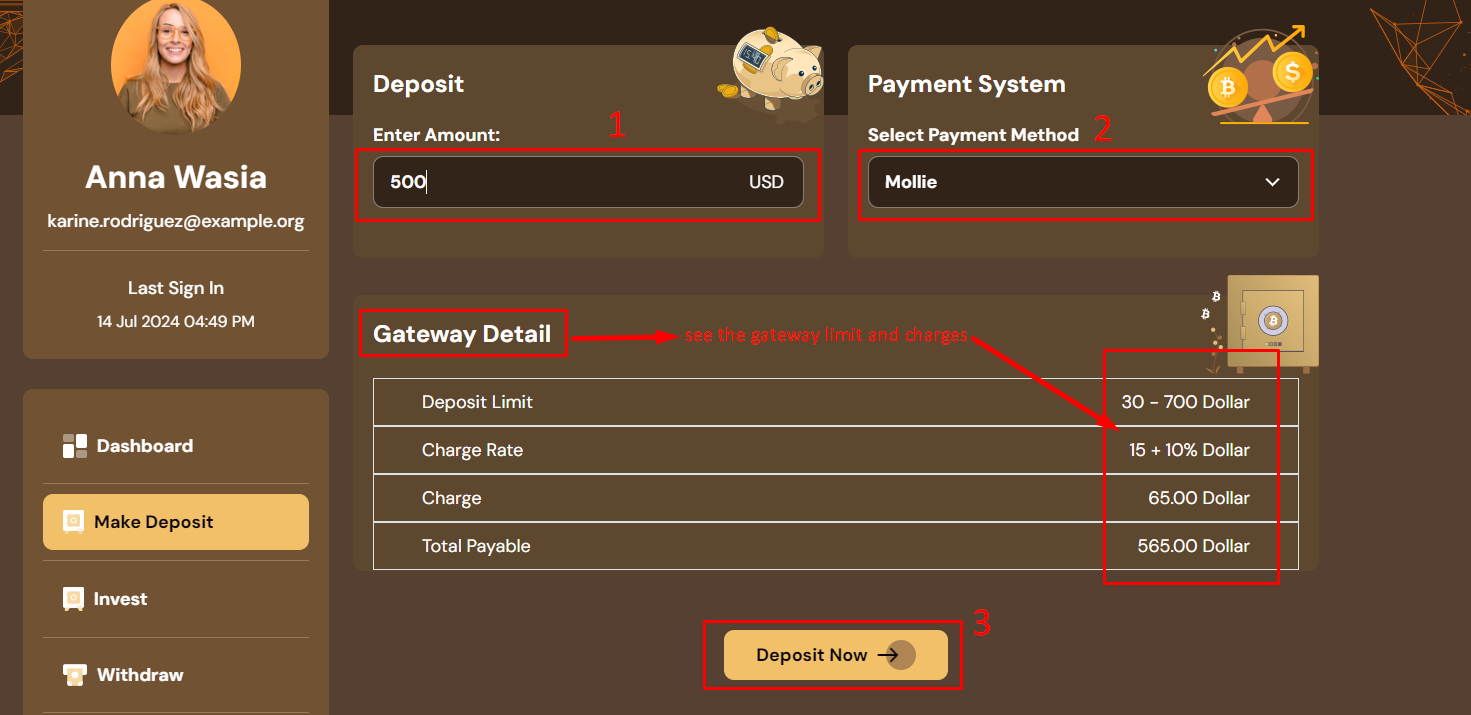 Anna Wasia
karine.rodriguez@example.org
Last Sign In
14 Jul 2024 04:49 PM
Dashboard
Make Deposit
Invest
Withdraw
Deposit
Enter Amount:
1
500 USD
Payment System
Select Payment Method
2
Mollie
Gateway Detail
see the gateway limit and charges
Deposit Limit 30 - 700 Dollar
Charge Rate 15 + 10% Dollar
Charge 65.00 Dollar
Total Payable 565.00 Dollar
Deposit Now
3